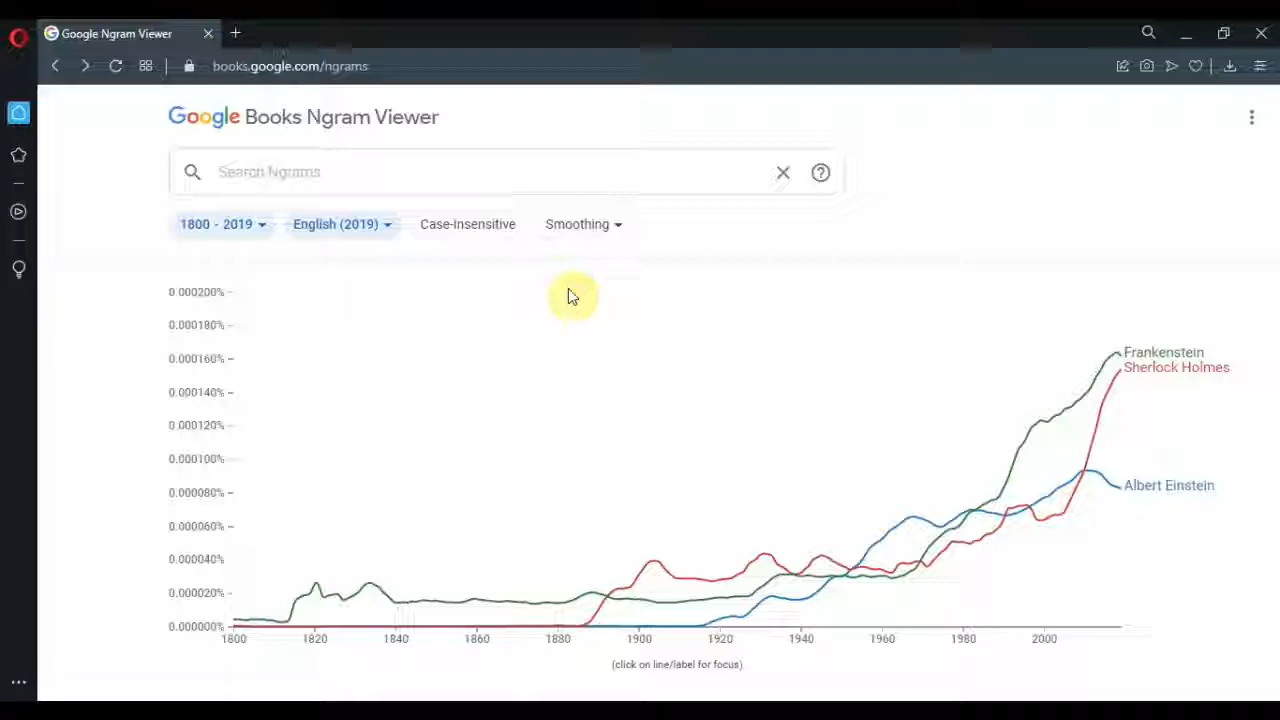 Google Ngram Viewer
books.google.com/ngrams
Google Books Ngram Viewer
Search Ngrams
1800 - 2019 English (2019) Case-Insensitive Smoothing
0.000200%
0.000180%
0.000160%
0.000140%
0.000120%
0.000100%
0.000080%
0.000060%
0.000040%
0.000020%
0.000000%
Frankenstein
Sherlock Holmes
Albert Einstein
1800 1820 1840 1860 1880 1900 1920 1940 1960 1980 2000
(click on line/label for focus)